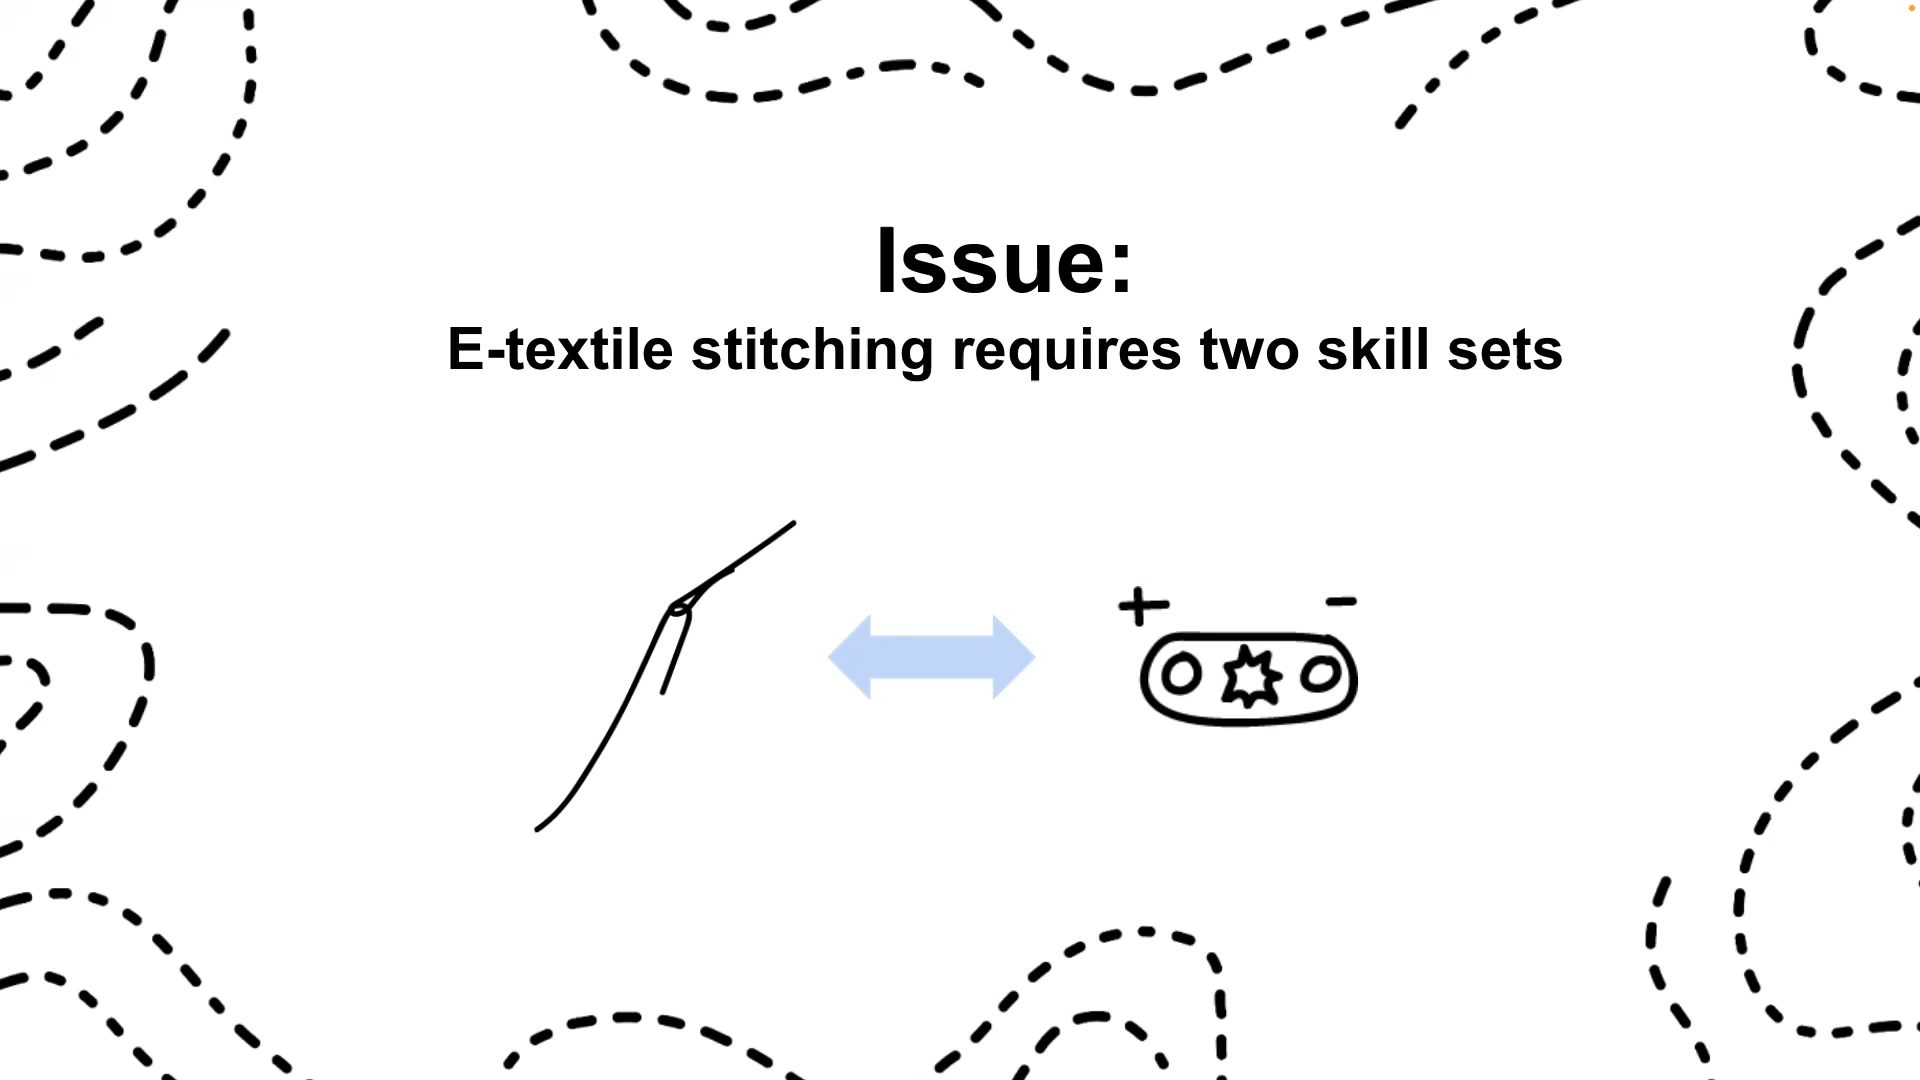 Issue:
E-textile stitching requires two skill sets
+ -